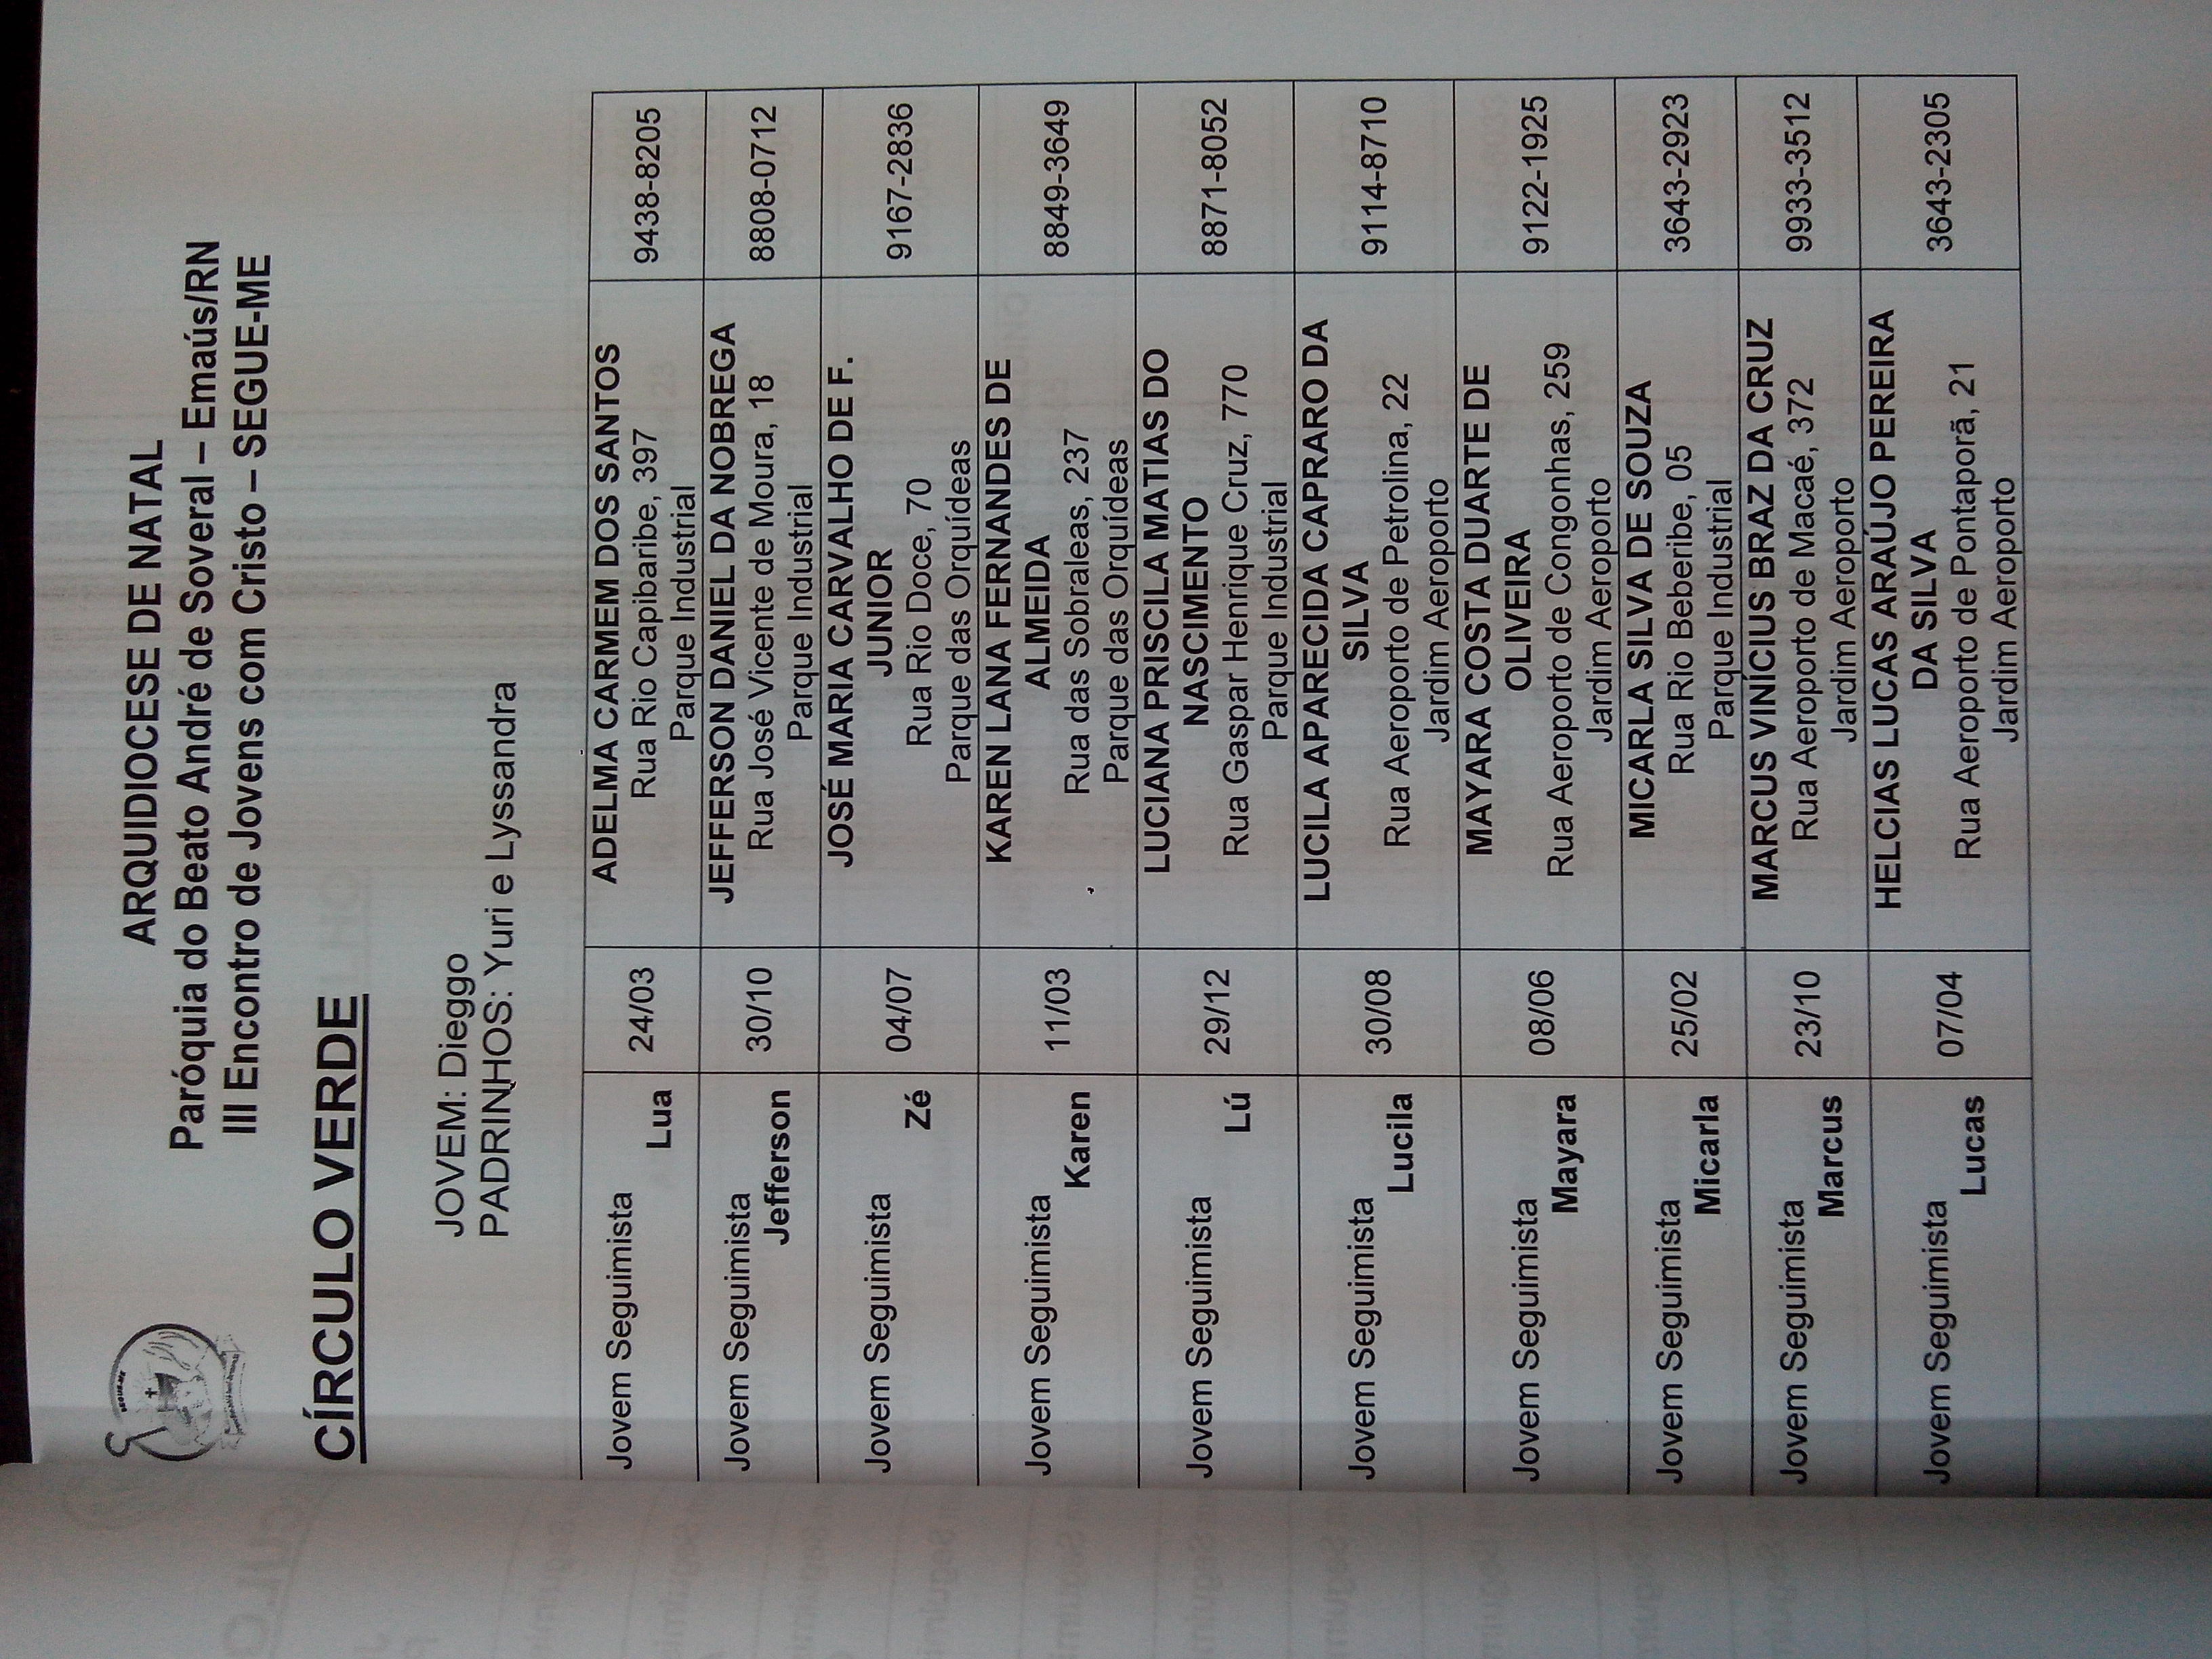 SEGUE-ME
ARQUIDIOCESE DE NATAL
Paróquia do Beato André de Soveral – Emaús/RN
III Encontro de Jovens com Cristo – SEGUE-ME
CÍRCULO VERDE
JOVEM: Dieggo
PADRINHOS: Yuri e Lyssandra
Jovem Seguimista
Lua
24/03
ADELMA CARMEM DOS SANTOS
Rua Rio Capibaribe, 397
Parque Industrial
9438-8205
Jovem Seguimista
Jefferson
30/10
JEFFERSON DANIEL DA NOBREGA
Rua José Vicente de Moura, 18
Parque Industrial
8808-0712
Jovem Seguimista
Zé
04/07
JOSÉ MARIA CARVALHO DE F.
JUNIOR
Rua Rio Doce, 70
Parque das Orquídeas
9167-2836
Jovem Seguimista
Karen
11/03
KAREN LANA FERNANDES DE
ALMEIDA
Rua das Sobraleas, 237
Parque das Orquídeas
8849-3649
Jovem Seguimista
Lú
29/12
LUCIANA PRISCILA MATIAS DO
NASCIMENTO
Rua Gaspar Henrique Cruz, 770
Parque Industrial
8871-8052
Jovem Seguimista
Lucila
30/08
LUCILA APARECIDA CAPRARO DA
SILVA
Rua Aeroporto de Petrolina, 22
Jardim Aeroporto
9114-8710
Jovem Seguimista
Mayara
08/06
MAYARA COSTA DUARTE DE
OLIVEIRA
Rua Aeroporto de Congonhas, 259
Jardim Aeroporto
9122-1925
Jovem Seguimista
Micarla
25/02
MICARLA SILVA DE SOUZA
Rua Rio Beberibe, 05
Parque Industrial
3643-2923
Jovem Seguimista
Marcus
23/10
MARCUS VINÍCIUS BRAZ DA CRUZ
Rua Aeroporto de Macaé, 372
Jardim Aeroporto
9933-3512
Jovem Seguimista
Lucas
07/04
HELCIAS LUCAS ARAÚJO PEREIRA
DA SILVA
Rua Aeroporto de Pontaporã, 21
Jardim Aeroporto
3643-2305